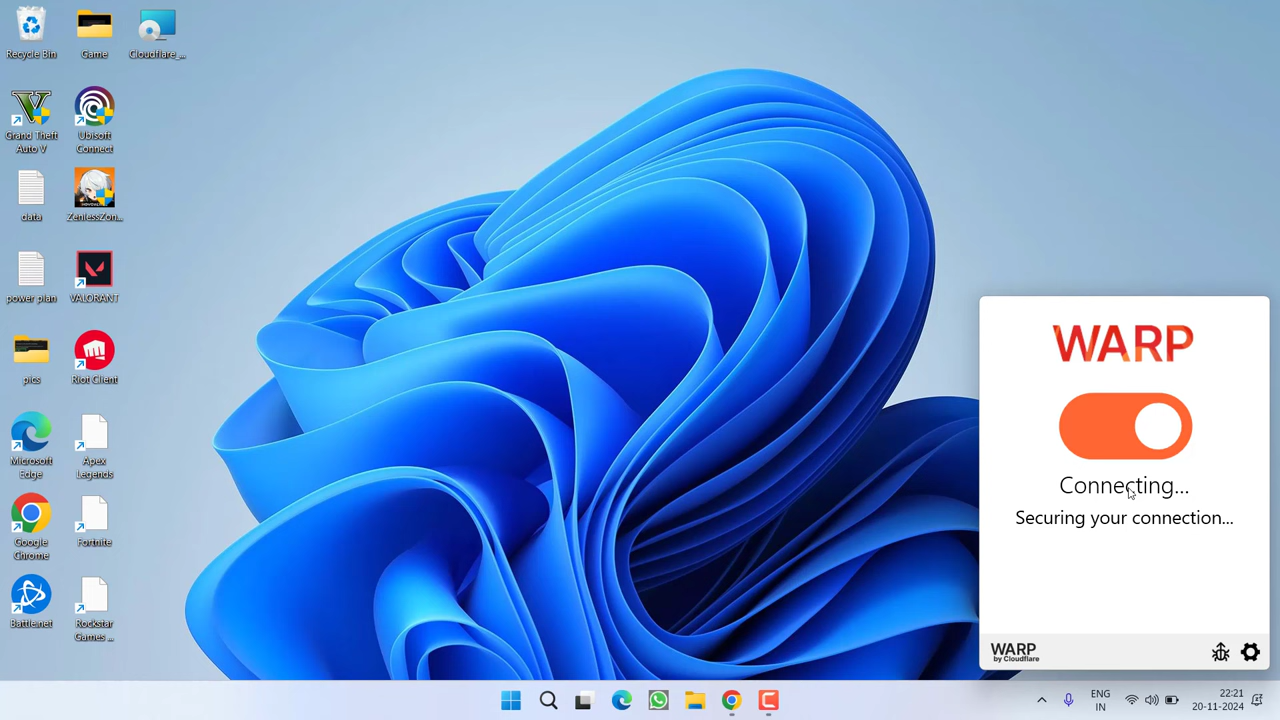 Recycle Bin
Game
Cloudflare_...
Grand Theft
Auto V
Ubisoft
Connect
data
ZenlessZon...
power plan
VALORANT
pics
Riot Client
Microsoft
Edge
Apex
Legends
Google
Chrome
Fortnite
Battle.net
Rockstar
Games ...
WARP
Connecting...
Securing your connection...
WARP
by Cloudflare
ENG
IN
22:21
20-11-2024